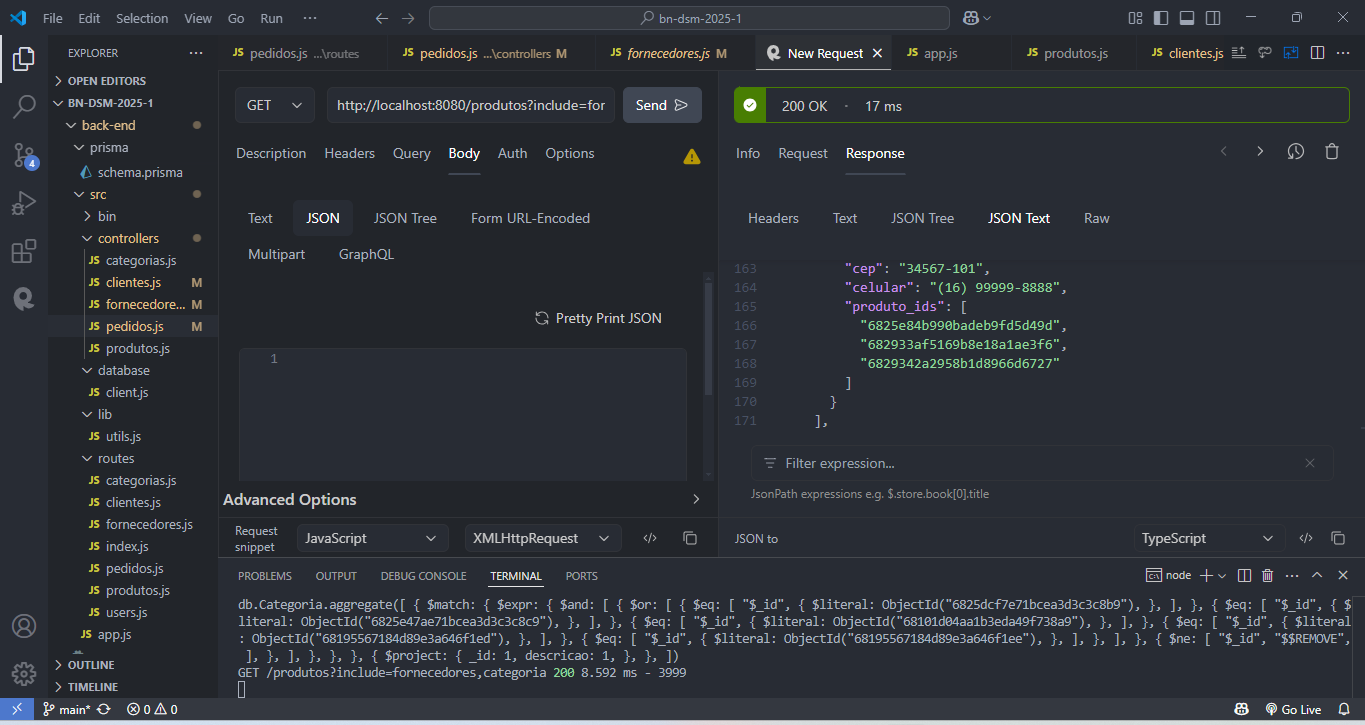 File Edit Selection View Go Run ··· bn-dsm-2025-1
EXPLORER ···
OPEN EDITORS
BN-DSM-2025-1
back-end
prisma
schema.prisma
src
bin
controllers
JS categorias.js
JS clientes.js M
JS fornecedore... M
JS pedidos.js M
JS produtos.js
database
JS client.js
lib
JS utils.js
routes
JS categorias.js
JS clientes.js
JS fornecedores.js
JS index.js
JS pedidos.js
JS produtos.js
JS users.js
JS app.js
OUTLINE
TIMELINE
4
JS pedidos.js ...\routes JS pedidos.js ...\controllers M JS fornecedores.js M New Request JS app.js JS produtos.js JS clientes.js
GET http://localhost:8080/produtos?include=for Send
Description Headers Query Body Auth Options
Text JSON JSON Tree Form URL-Encoded
Multipart GraphQL
Pretty Print JSON
1
Advanced Options
Request snippet JavaScript XMLHttpRequest
200 OK · 17 ms
Info Request Response
Headers Text JSON Tree JSON Text Raw
163 "cep": "34567-101",
164 "celular": "(16) 99999-8888",
165 "produto_ids": [
166 "6825e84b990badeb9fd5d49d",
167 "682933af5169b8e18a1ae3f6",
168 "6829342a2958b1d8966d6727"
169 ]
170 }
171 ],
Filter expression...
JsonPath expressions e.g. $.store.book[0].title
JSON to TypeScript
PROBLEMS OUTPUT DEBUG CONSOLE TERMINAL PORTS node
db.Categoria.aggregate([ { $match: { $expr: { $and: [ { $or: [ { $eq: [ "$_id", { $literal: ObjectId("6825dcf7e71bcea3d3c3c8b9"), }, ], }, { $eq: [ "$_id", { $
literal: ObjectId("6825e47ae71bcea3d3c3c8c9"), }, ], }, { $eq: [ "$_id", { $literal: ObjectId("68101d04aa1b3eda49f738a9"), }, ], }, { $eq: [ "$_id", { $literal
: ObjectId("68195567184d89e3a646f1ed"), }, ], }, { $eq: [ "$_id", { $literal: ObjectId("68195567184d89e3a646f1ee"), }, ], }, ], }, { $ne: [ "$_id", "$$REMOVE",
], }, ], }, }, }, { $project: { _id: 1, descricao: 1, }, }, ])
GET /produtos?include=fornecedores,categoria 200 8.592 ms - 3999
main* 0 0 Go Live